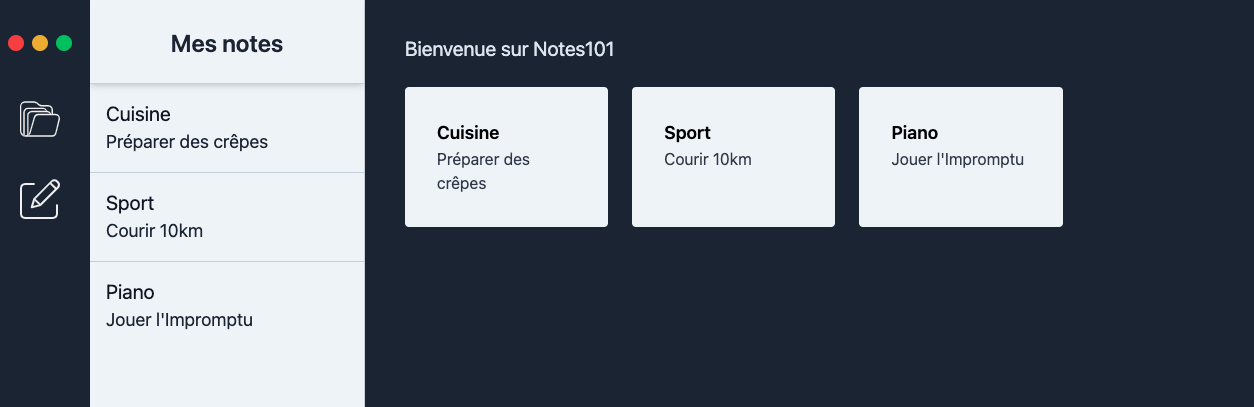 Mes notes
Cuisine
Préparer des crêpes
Sport
Courir 10km
Piano
Jouer l'Impromptu
Bienvenue sur Notes101
Cuisine
Préparer des
crêpes
Sport
Courir 10km
Piano
Jouer l'Impromptu